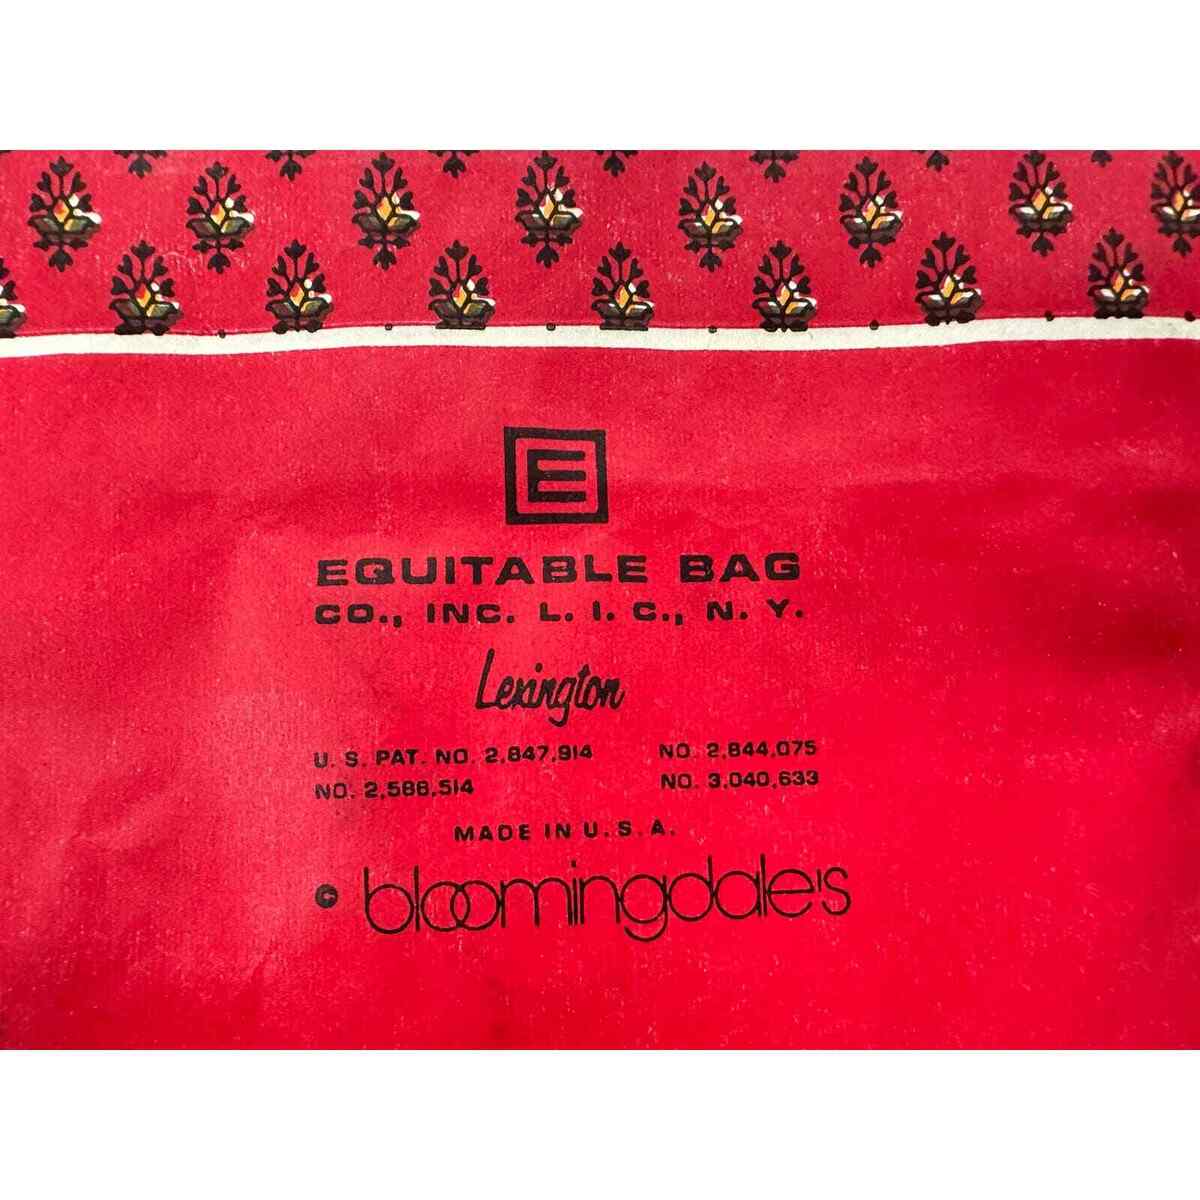 E
EQUITABLE BAG
CO., INC. L. I. C., N. Y.
Lexington
U. S. PAT. NO. 2,847,914 NO. 2,844,075
NO. 2,586,514 NO. 3,040,633
MADE IN U. S. A.
© bloomingdale's